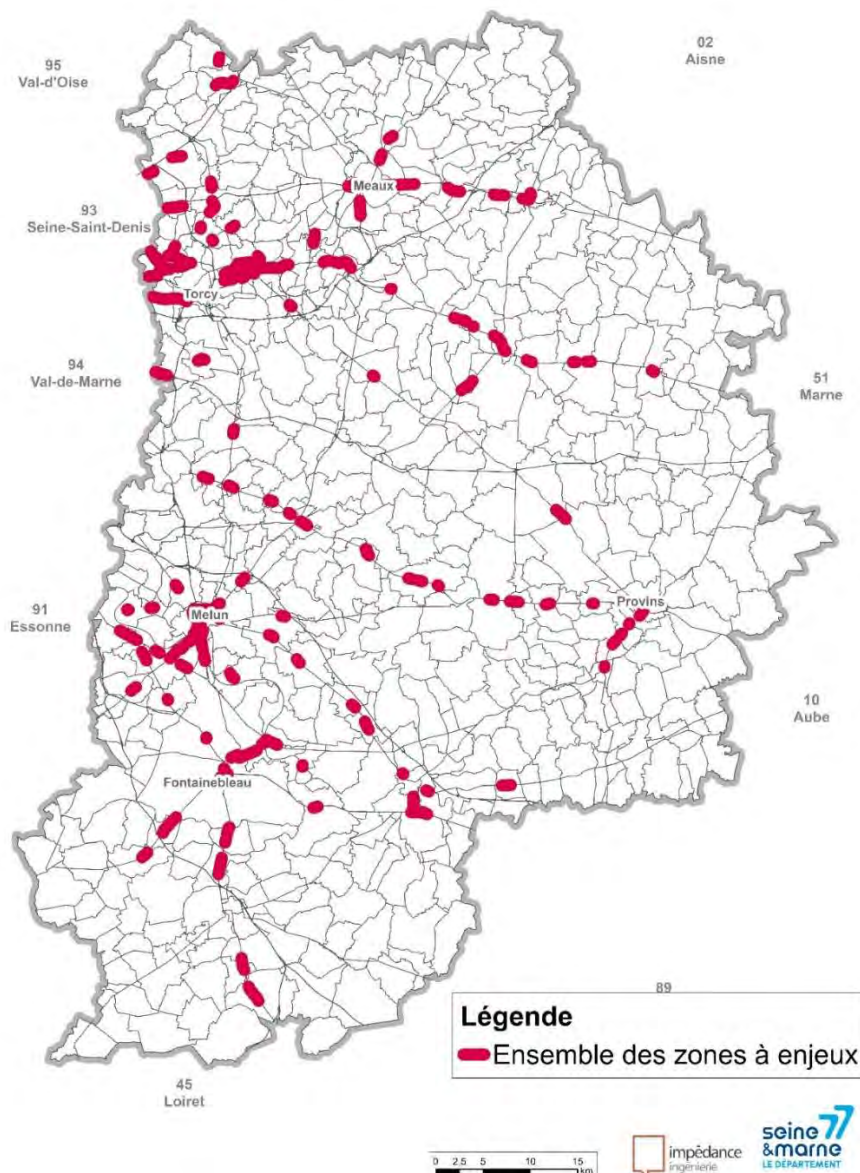 02
Aisne
95
Val-d'Oise
Meaux
93
Seine-Saint-Denis
Torcy
94
Val-de-Marne
51
Marne
91
Essonne
Melun
Provins
10
Aube
Fontainebleau
89
Légende
Ensemble des zones à enjeux
45
Loiret
0 2.5 5 10 15
km
impédance
ingénierie
seine 77
&marne
LE DÉPARTEMENT